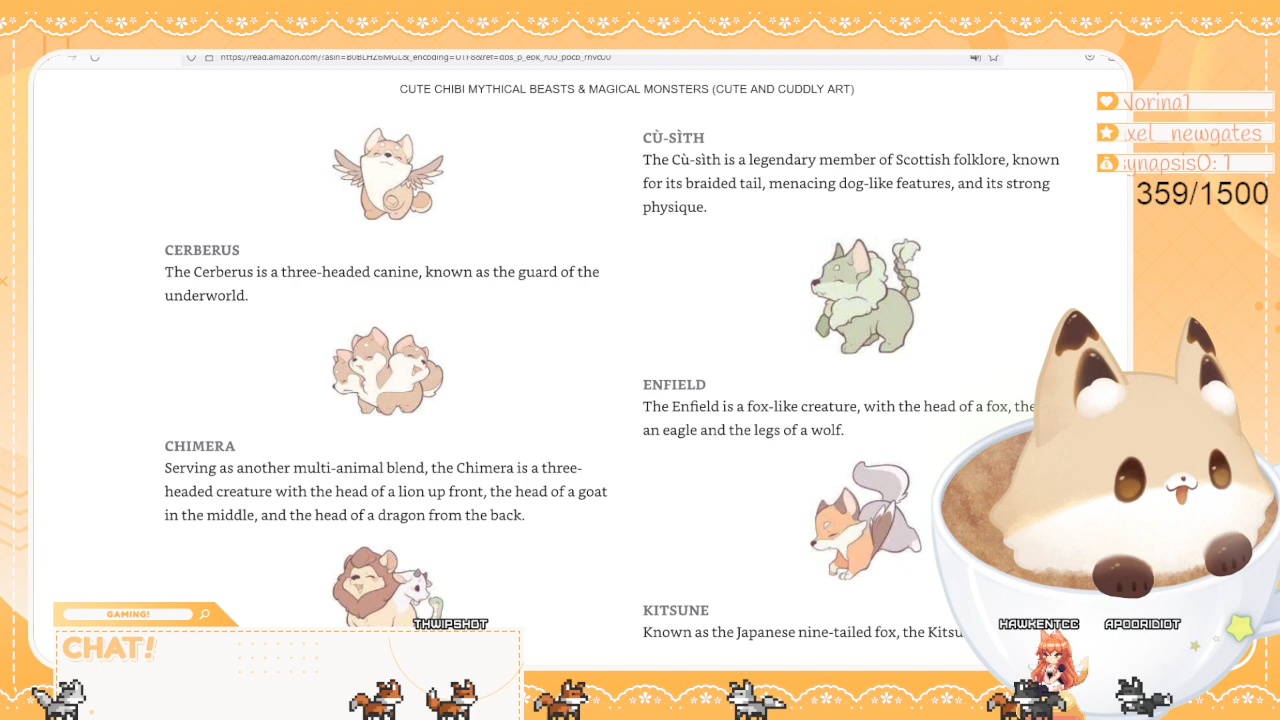 CUTE CHIBI MYTHICAL BEASTS & MAGICAL MONSTERS (CUTE AND CUDDLY ART)
CERBERUS
The Cerberus is a three-headed canine, known as the guard of the
underworld.
CHIMERA
Serving as another multi-animal blend, the Chimera is a three-
headed creature with the head of a lion up front, the head of a goat
in the middle, and the head of a dragon from the back.
CÙ-SÌTH
The Cù-sìth is a legendary member of Scottish folklore, known
for its braided tail, menacing dog-like features, and its strong
physique.
ENFIELD
The Enfield is a fox-like creature, with the head of a fox, the
an eagle and the legs of a wolf.
KITSUNE
Known as the Japanese nine-tailed fox, the Kitsu
359/1500
GAMING!
CHAT!
THWIPSHOT
HAWKENTEC
APOORIDIOT